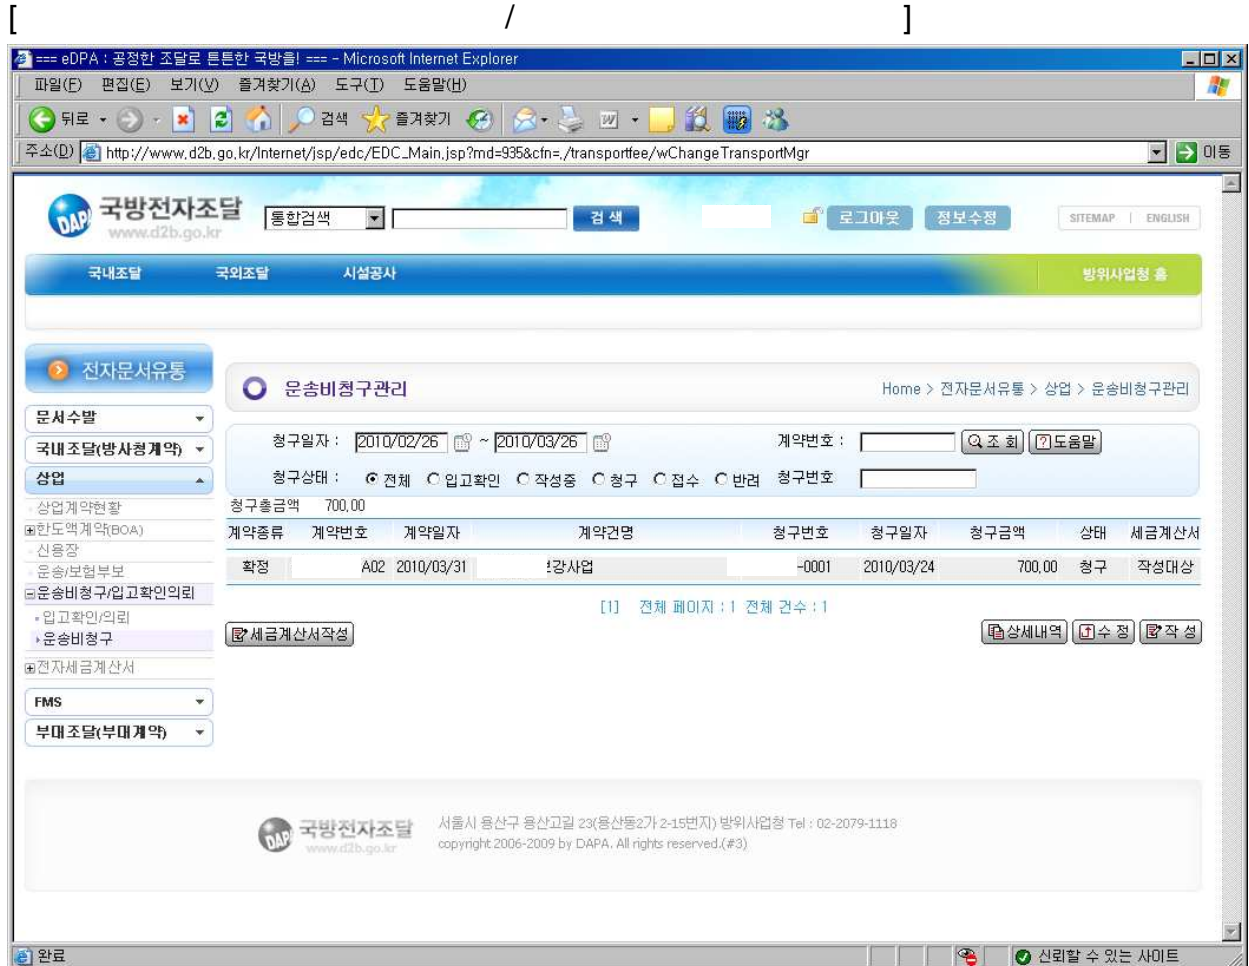 [ / ]
=== eDPA : 공정한 조달로 튼튼한 국방을! === - Microsoft Internet Explorer
파일(F) 편집(E) 보기(V) 즐겨찾기(A) 도구(T) 도움말(H)
뒤로 검색 즐겨찾기
주소(D) http://www.d2b.go.kr/Internet/jsp/edc/EDC_Main.jsp?md=935&cfn=./transportfee/wChangeTransportMgr 이동
DAPA 국방전자조달 www.d2b.go.kr 통합검색 검 색 로그아웃 정보수정 SITEMAP | ENGLISH
국내조달 국외조달 시설공사 방위사업청 홈
전자문서유통
운송비청구관리 Home > 전자문서유통 > 상업 > 운송비청구관리
문서수발
국내조달(방사청계약)
상업
상업계약현황
한도액계약(BOA)
신용장
운송/보험부보
운송비청구/입고확인의뢰
입고확인/의뢰
운송비청구
전자세금계산서
FMS
부대조달(부대계약)
청구일자 : 2010/02/26 ~ 2010/03/26 계약번호 : 조 회 도움말
청구상태 : 전체 입고확인 작성중 청구 접수 반려 청구번호
청구총금액 700,00
계약종류 계약번호 계약일자 계약건명 청구번호 청구일자 청구금액 상태 세금계산서
확정 A02 2010/03/31 강사업 -0001 2010/03/24 700,00 청구 작성대상
[1] 전체 페이지 : 1 전체 건수 : 1
세금계산서작성 상세내역 수 정 작 성
DAPA 국방전자조달 www.d2b.go.kr
서울시 용산구 용산고길 23(용산동2가 2-15번지) 방위사업청 Tel : 02-2079-1118
copyright 2006-2009 by DAPA. All rights reserved.(#3)
완료 신뢰할 수 있는 사이트